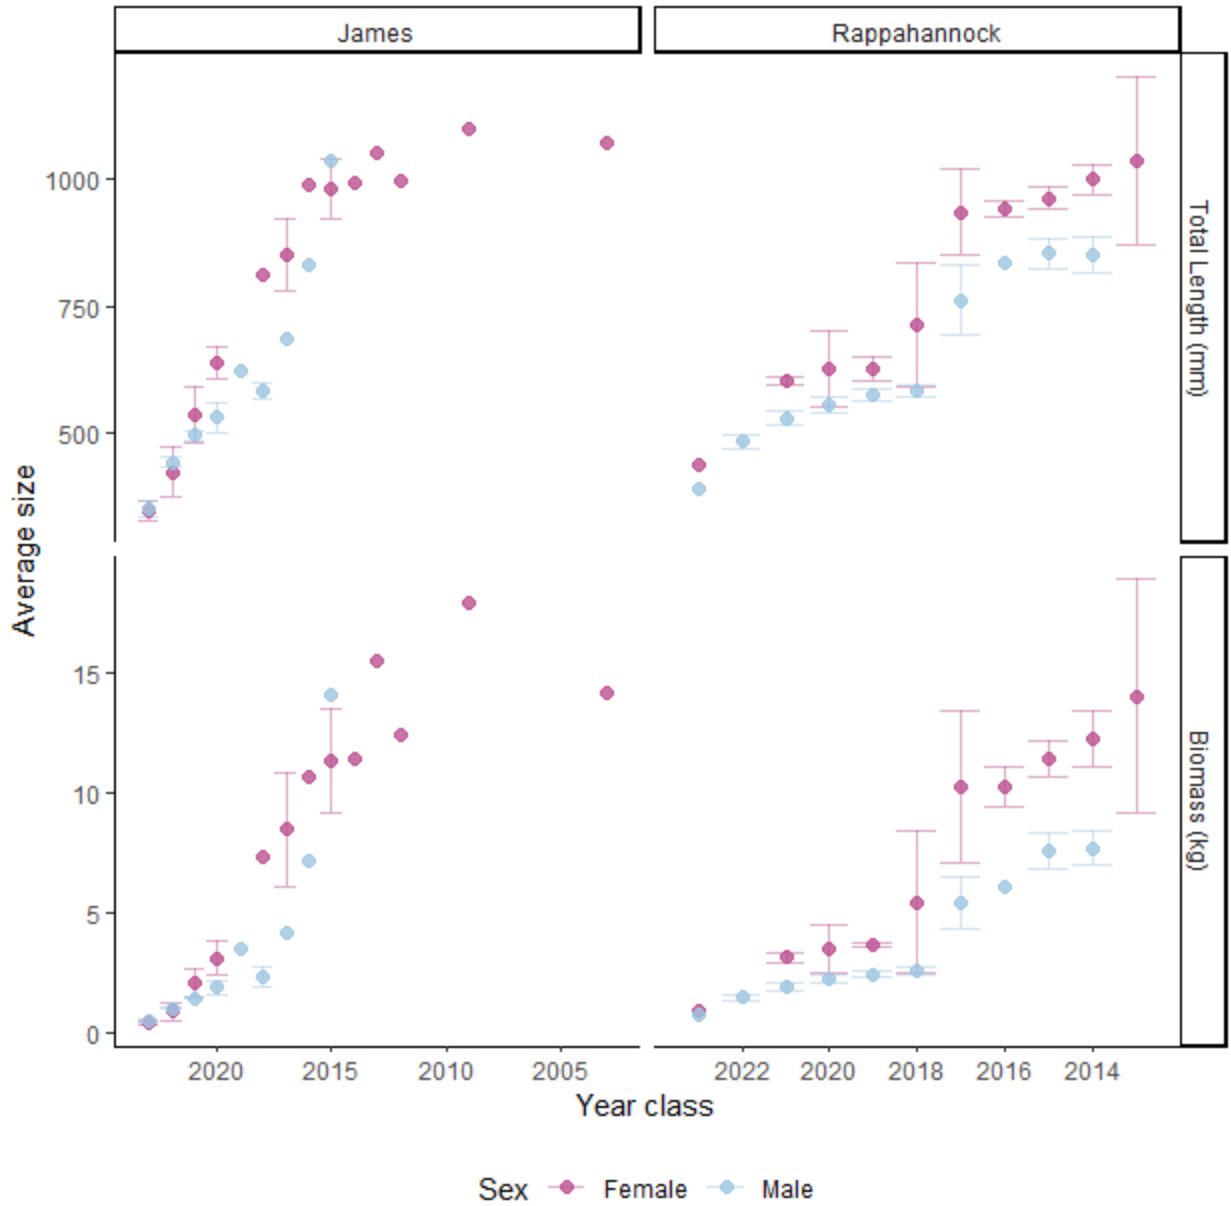 James
Rappahannock
1000
750
500
Total Length (mm)
Average size
15
10
5
0
Biomass (kg)
2020 2015 2010 2005
2022 2020 2018 2016 2014
Year class
Sex Female Male